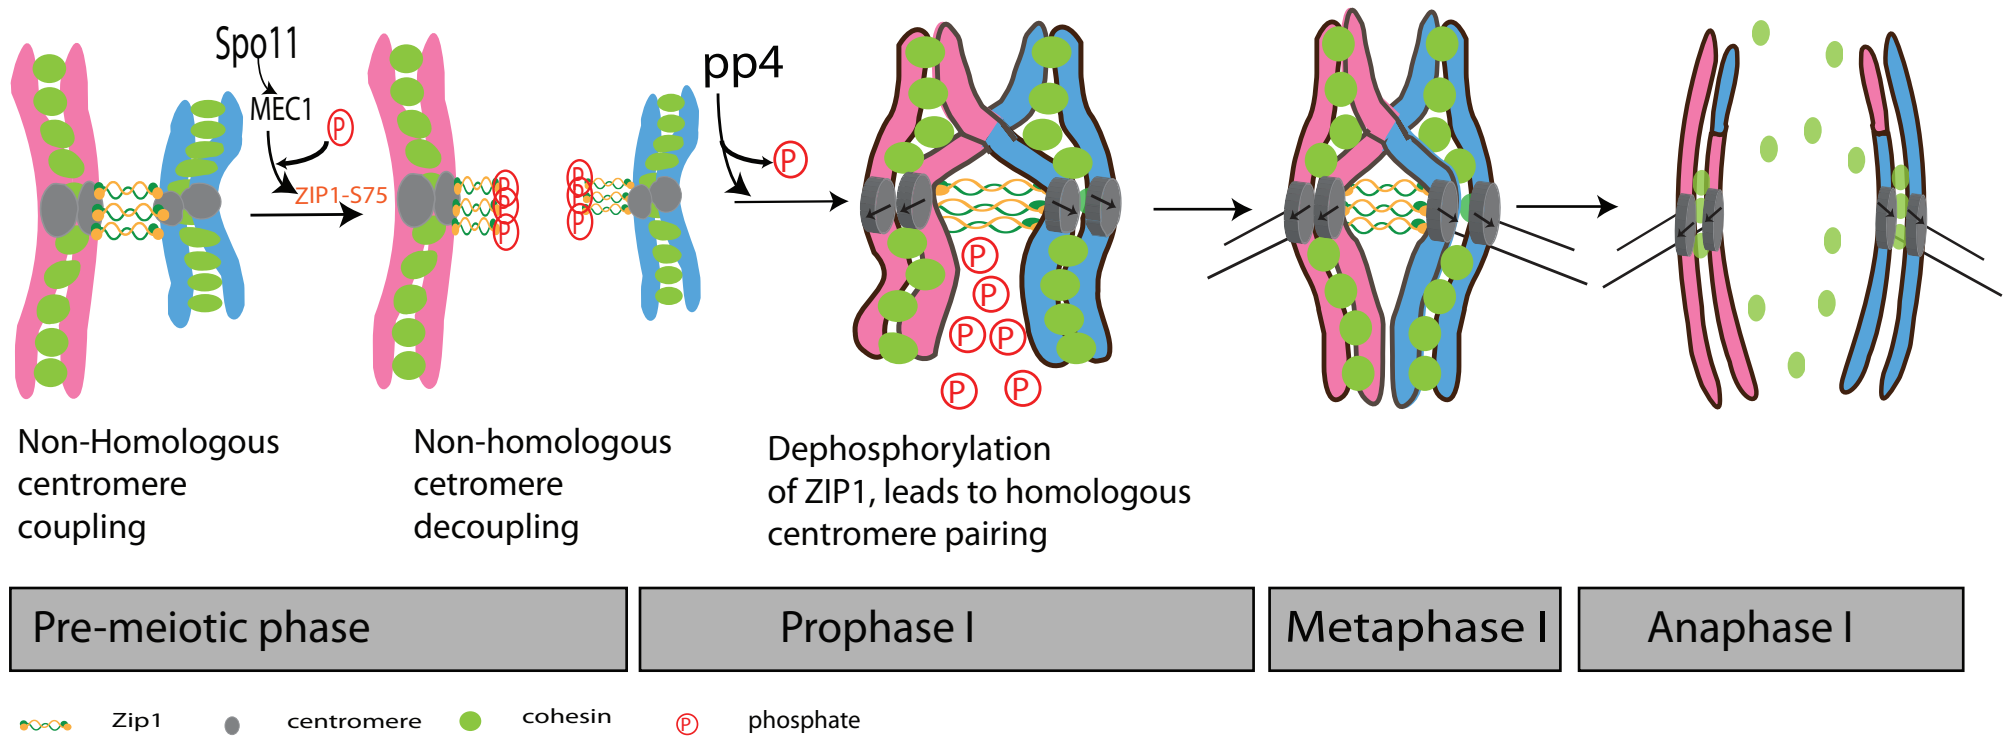 Spo11
MEC1
P
ZIP1-S75
P
P
P
P
P
P
pp4
P
P
P
P
P
P
P
Non-Homologous
centromere
coupling
Non-homologous
cetromere
decoupling
Dephosphorylation
of ZIP1, leads to homologous
centromere pairing
Pre-meiotic phase
Prophase I
Metaphase I
Anaphase I
Zip1
centromere
cohesin
P
phosphate